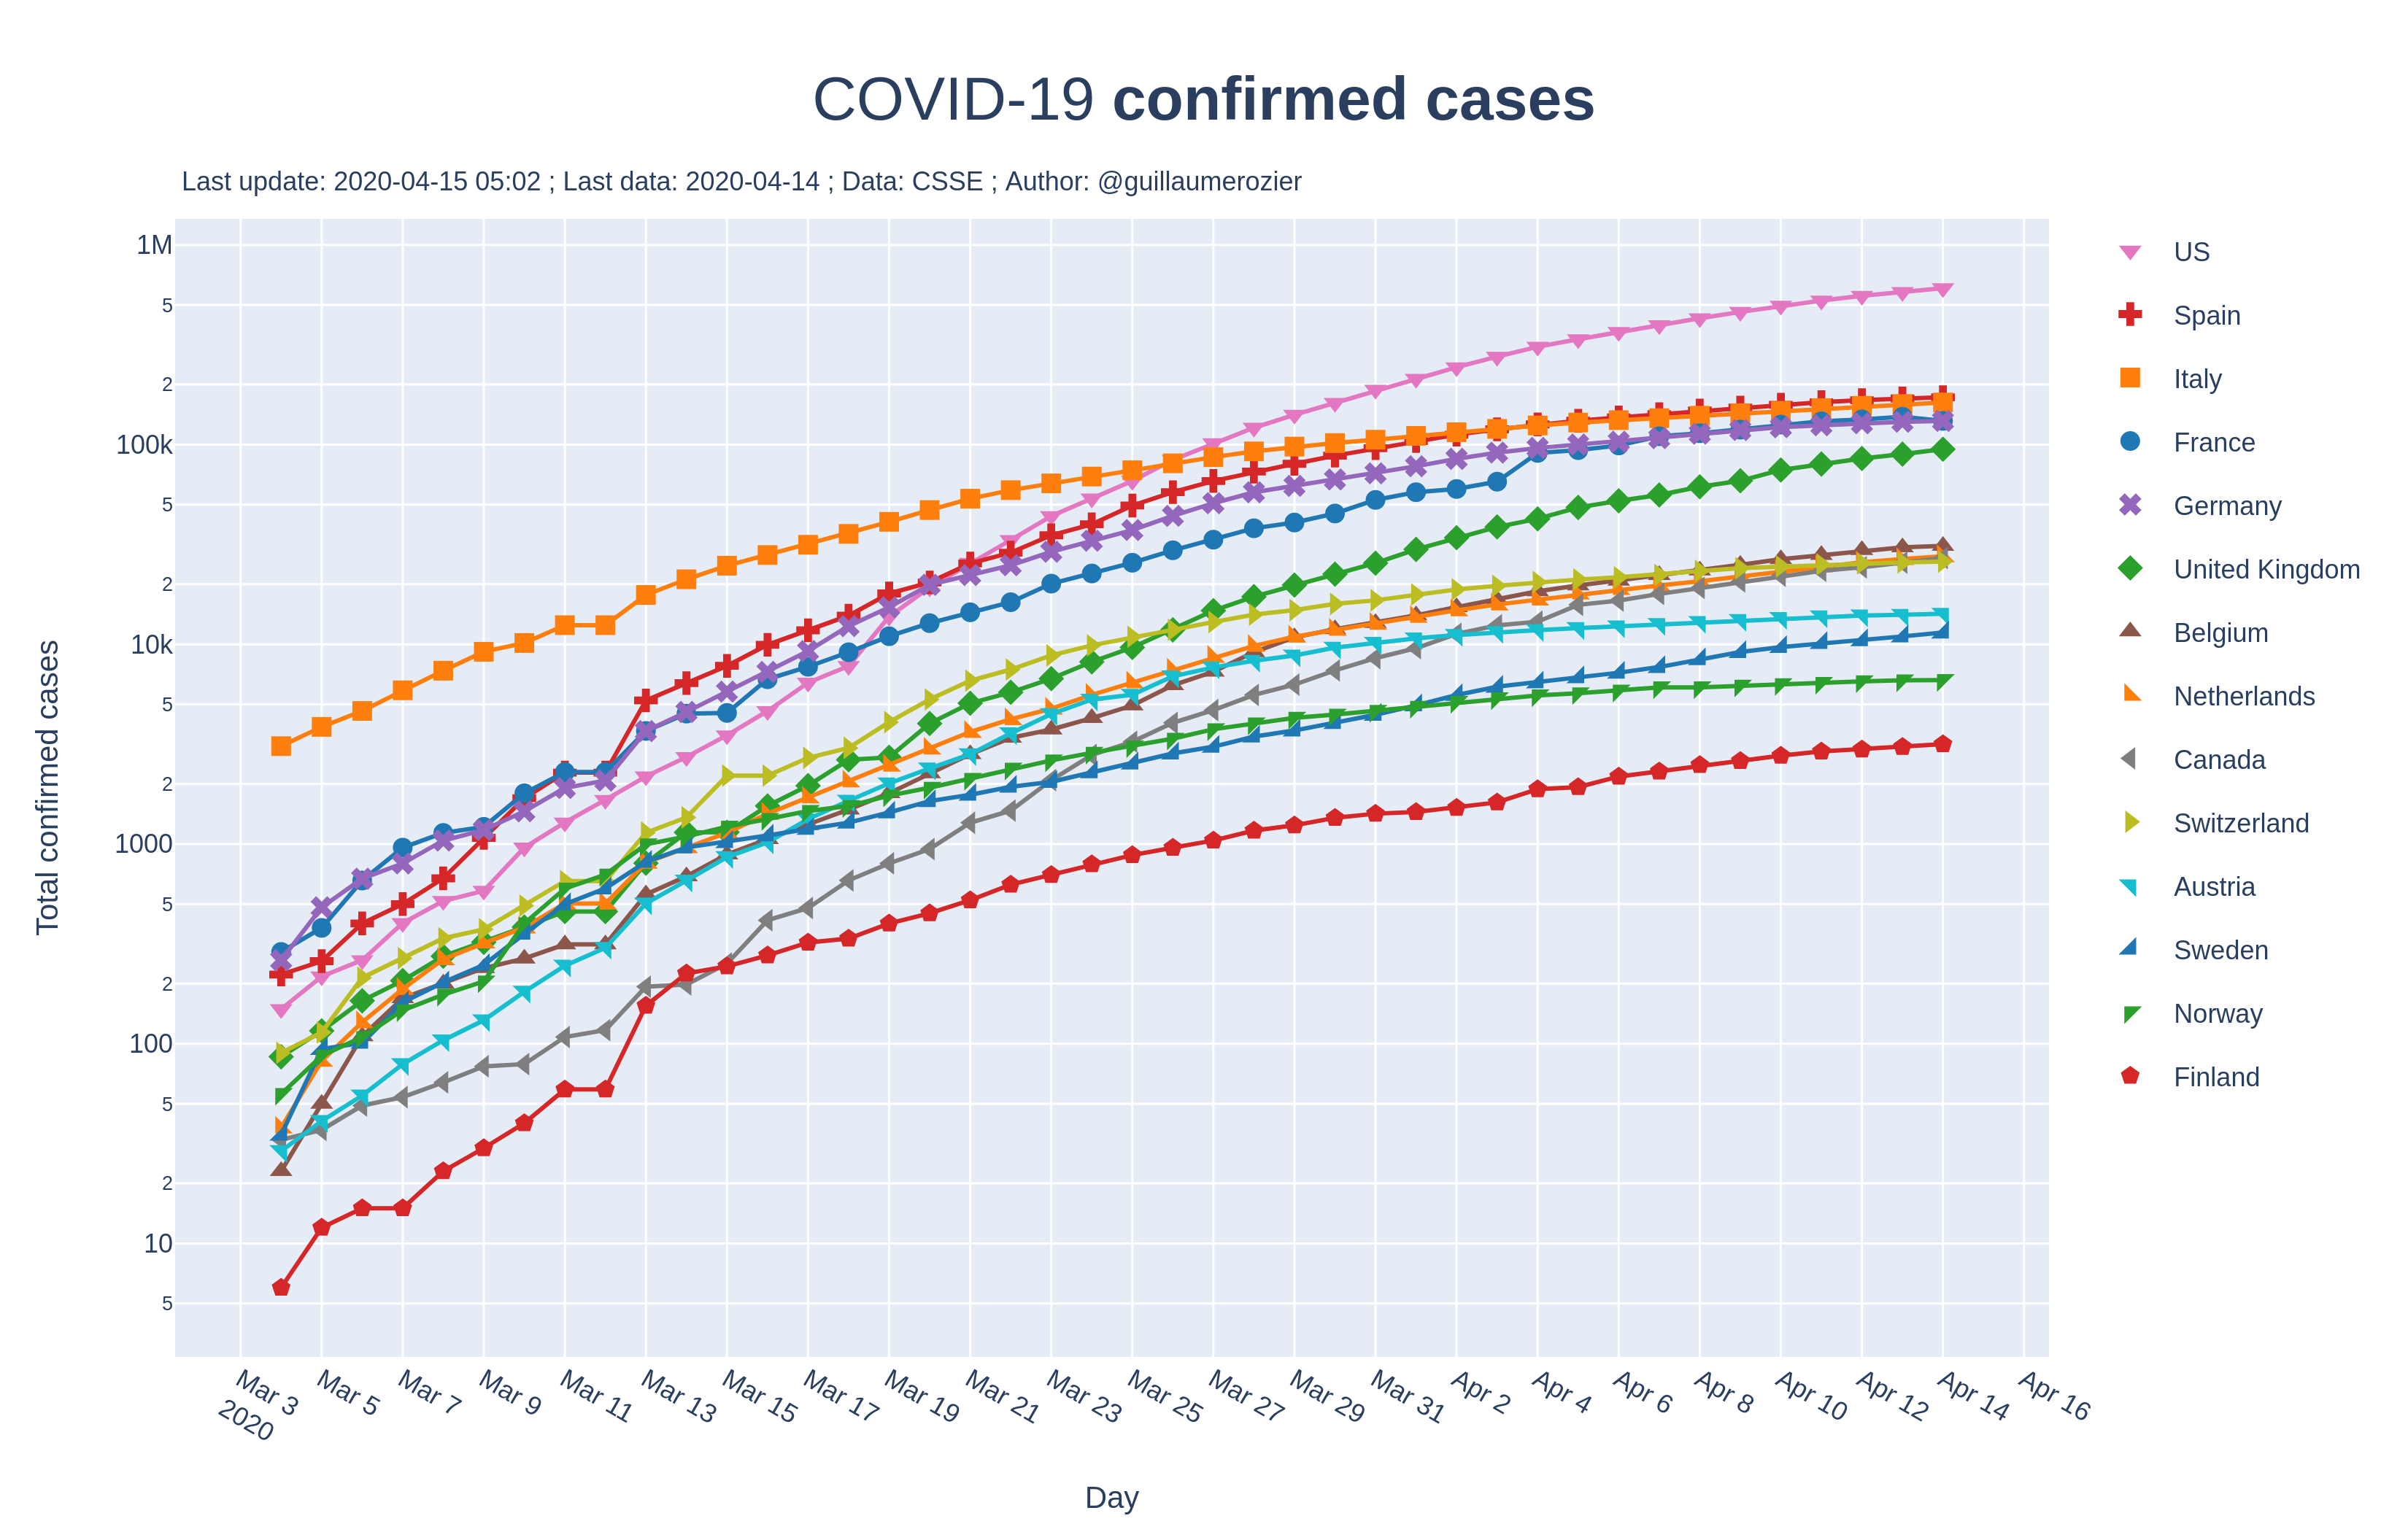 COVID-19 confirmed cases
Last update: 2020-04-15 05:02 ; Last data: 2020-04-14 ; Data: CSSE ; Author: @guillaumerozier
1M
5
2
100k
5
2
10k
5
2
1000
5
2
100
5
2
10
5
Total confirmed cases
Mar 3
2020
Mar 5
Mar 7
Mar 9
Mar 11
Mar 13
Mar 15
Mar 17
Mar 19
Mar 21
Mar 23
Mar 25
Mar 27
Mar 29
Mar 31
Apr 2
Apr 4
Apr 6
Apr 8
Apr 10
Apr 12
Apr 14
Apr 16
Day
US
Spain
Italy
France
Germany
United Kingdom
Belgium
Netherlands
Canada
Switzerland
Austria
Sweden
Norway
Finland